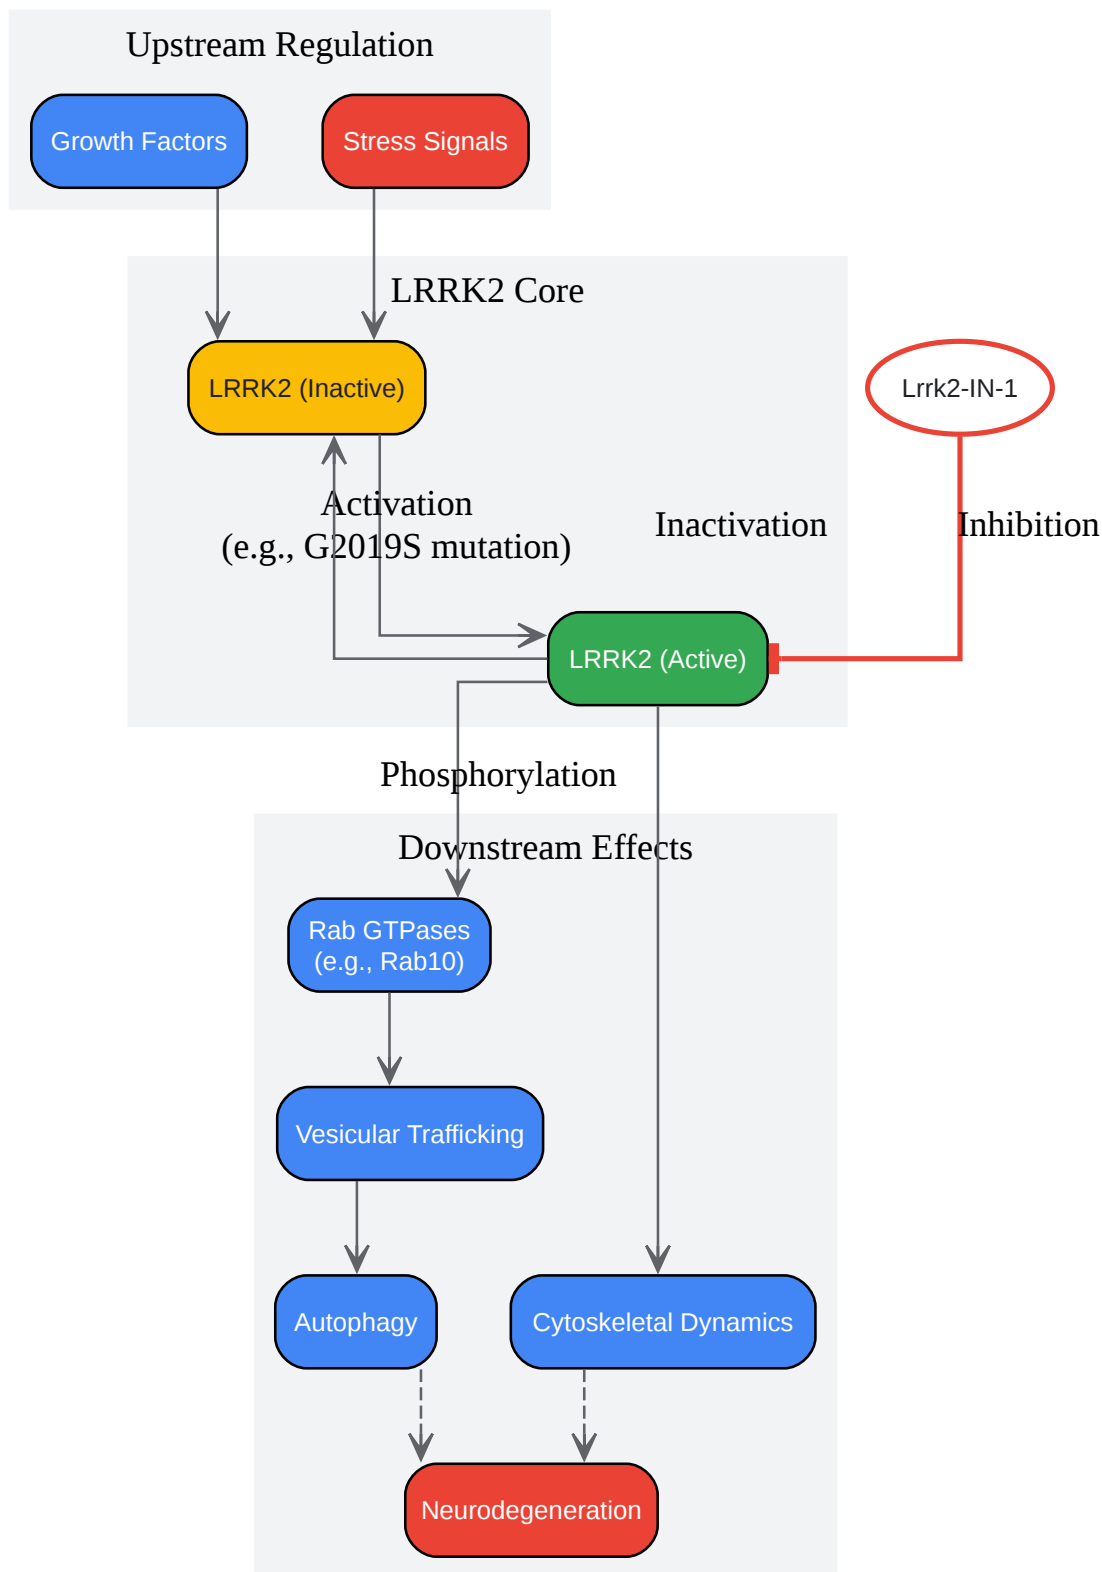 Upstream Regulation
Growth Factors
Stress Signals
LRRK2 Core
LRRK2 (Inactive)
Lrrk2-IN-1
Activation
(e.g., G2019S mutation)
Inactivation
Inhibition
LRRK2 (Active)
Phosphorylation
Downstream Effects
Rab GTPases
(e.g., Rab10)
Vesicular Trafficking
Autophagy
Cytoskeletal Dynamics
Neurodegeneration